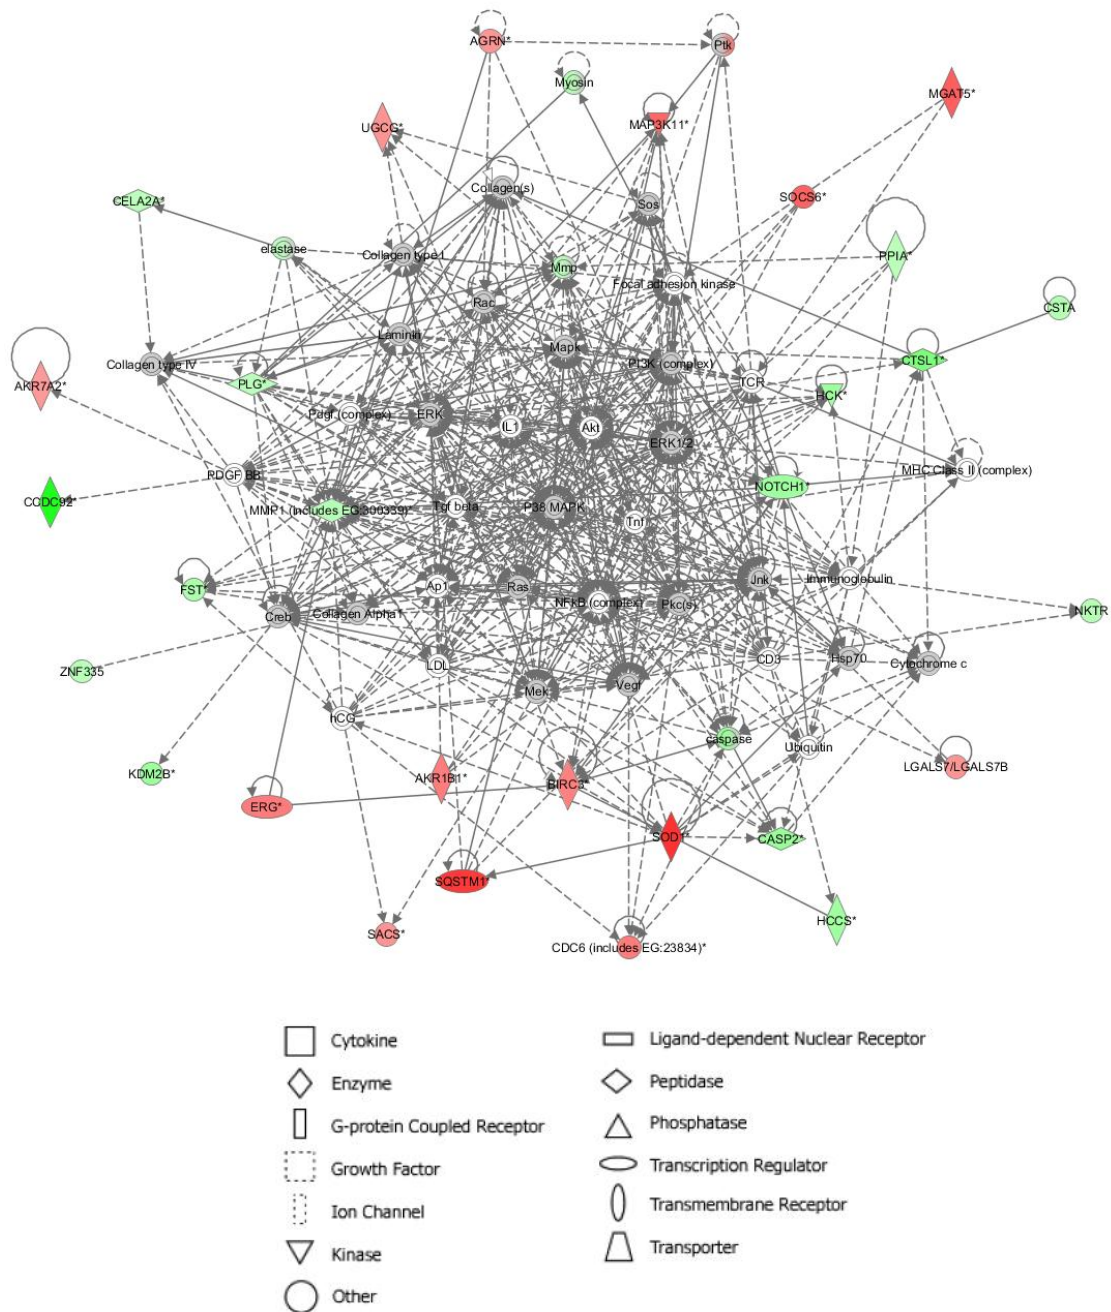 AGRN*
Ptk
Myosin
MGAT5*
MAP3K11*
UGCG*
Collagen(s)
SOCS6*
CELA2A*
Sos
elastase
Collagen type I
PPIA*
Mmp
Focal adhesion kinase
Rac
CSTA
Laminin
Mapk
Collagen type IV
PI3K (complex)
CTSL1*
AKR7A2*
PLG*
TCR
HCK*
Pdgf (complex)
ERK
IL1
Akt
ERK1/2
PDGF BB
MHC Class II (complex)
NOTCH1*
CCDC92*
MMP1 (includes EG:300339)*
Tgf beta
P38 MAPK
Tnf
FST*
Ap1
Ras
Jnk
Immunoglobulin
NFkB (complex)
Pkc(s)
Creb
Collagen Alpha1
NKTR
ZNF335
LDL
CD3
Hsp70
Cytochrome c
Mek
Vegf
hCG
caspase
Ubiquitin
KDM2B*
AKR1B1*
BIRC3*
LGALS7/LGALS7B
ERG*
SOD1*
CASP2*
SQSTM1*
HCCS*
SACS*
CDC6 (includes EG:23834)*
Cytokine
Enzyme
G-protein Coupled Receptor
Growth Factor
Ion Channel
Kinase
Other
Ligand-dependent Nuclear Receptor
Peptidase
Phosphatase
Transcription Regulator
Transmembrane Receptor
Transporter